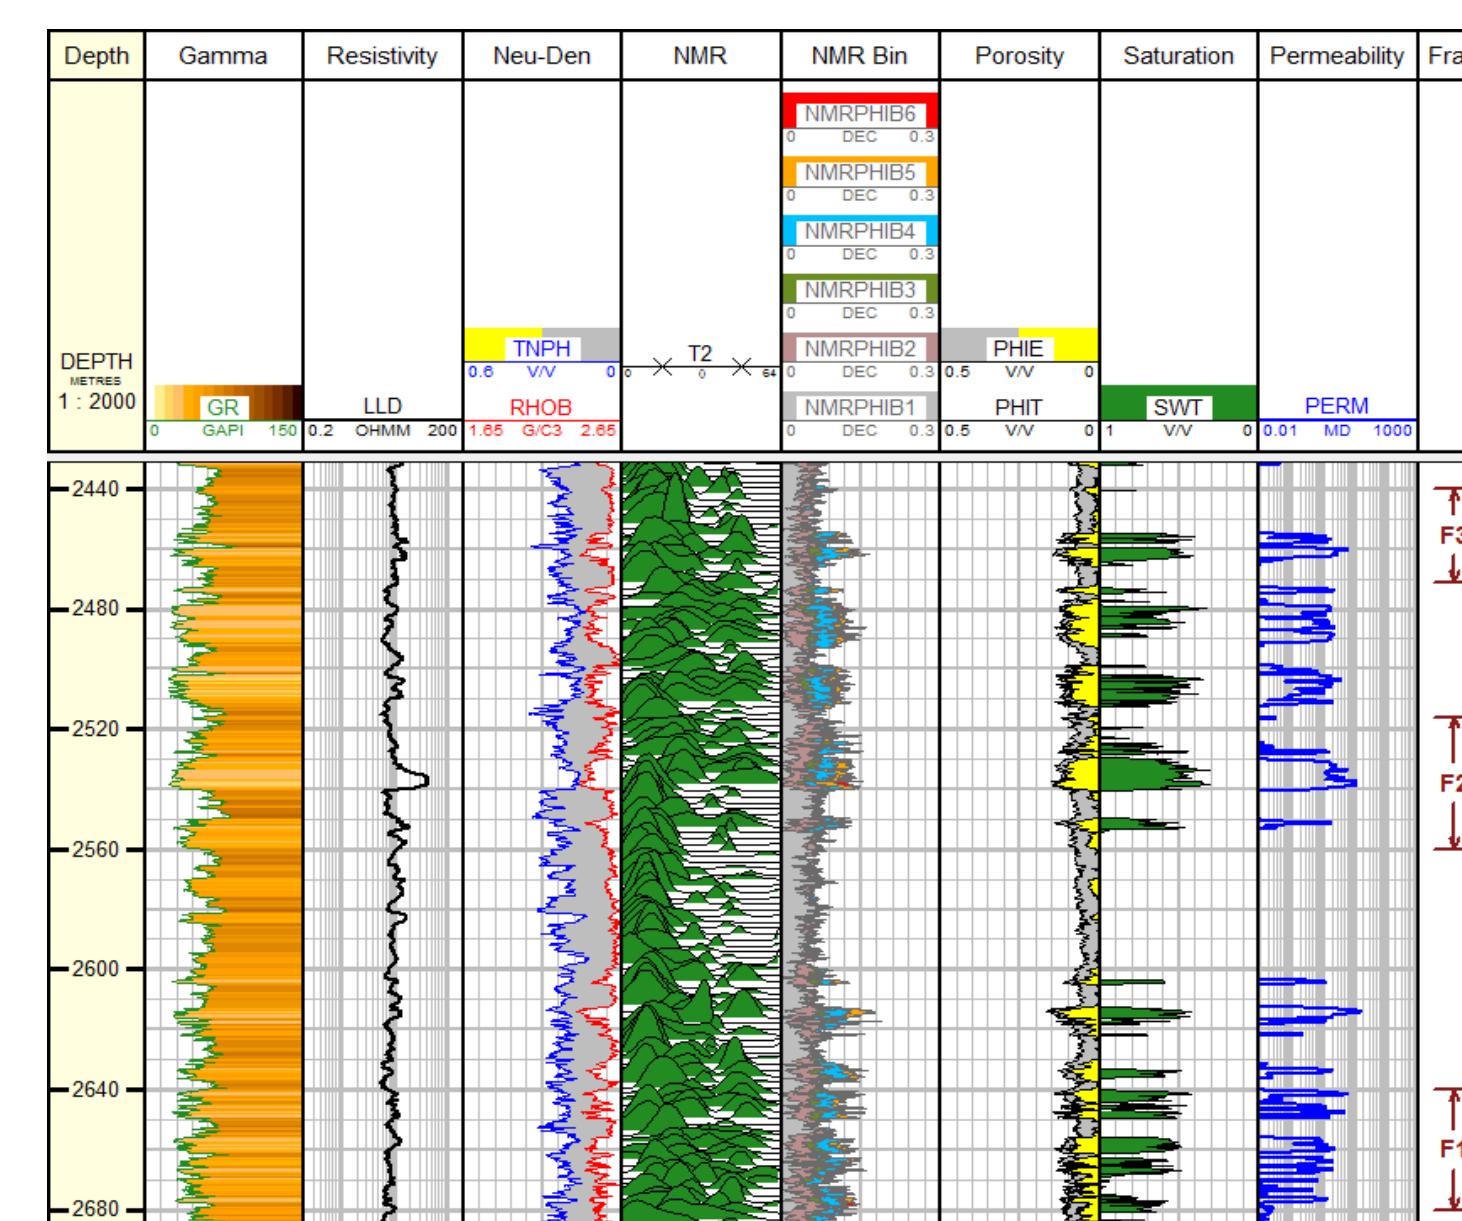 Depth Gamma Resistivity Neu-Den NMR NMR Bin Porosity Saturation Permeability Fra
NMRPHIB6
0 DEC 0.3
NMRPHIB5
0 DEC 0.3
NMRPHIB4
0 DEC 0.3
NMRPHIB3
0 DEC 0.3
DEPTH
METRES
1 : 2000
GR
0 GAPI 150
LLD
0.2 OHMM 200
TNPH
0.6 V/V 0
RHOB
1.65 G/C3 2.65
T2
0 0 64
NMRPHIB2
0 DEC 0.3
NMRPHIB1
0 DEC 0.3
PHIE
0.5 V/V 0
PHIT
0.5 V/V 0
SWT
1 V/V 0
PERM
0.01 MD 1000
2440
F3
2480
2520
F2
2560
2600
2640
F1
2680